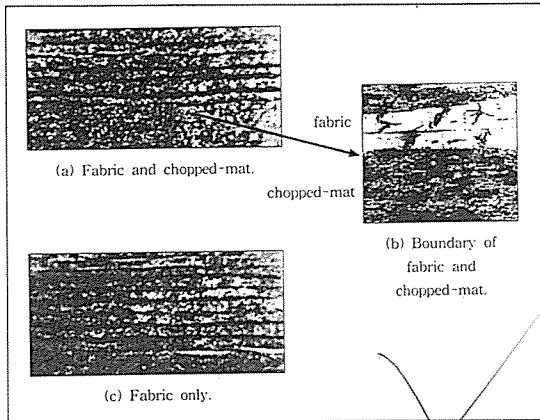 (a) Fabric and chopped-mat.
fabric
chopped-mat
(b) Boundary of
fabric and
chopped-mat.
(c) Fabric only.